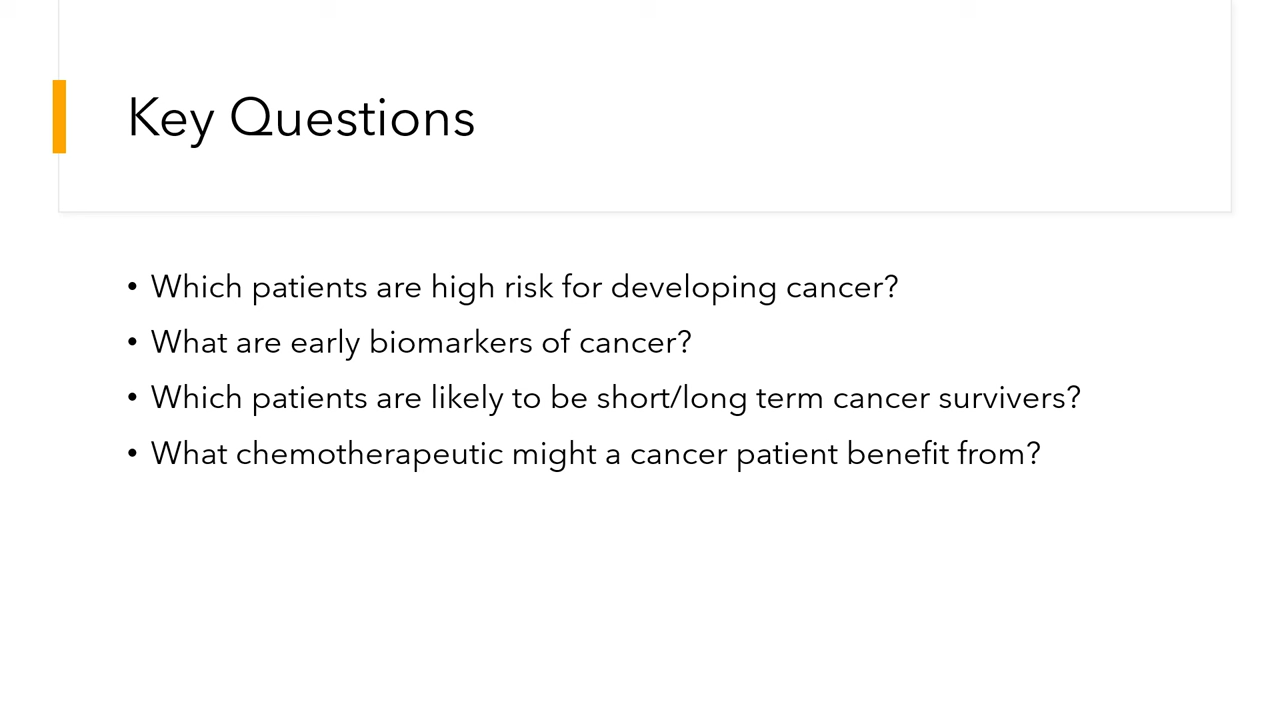 Key Questions
• Which patients are high risk for developing cancer?
• What are early biomarkers of cancer?
• Which patients are likely to be short/long term cancer survivers?
• What chemotherapeutic might a cancer patient benefit from?